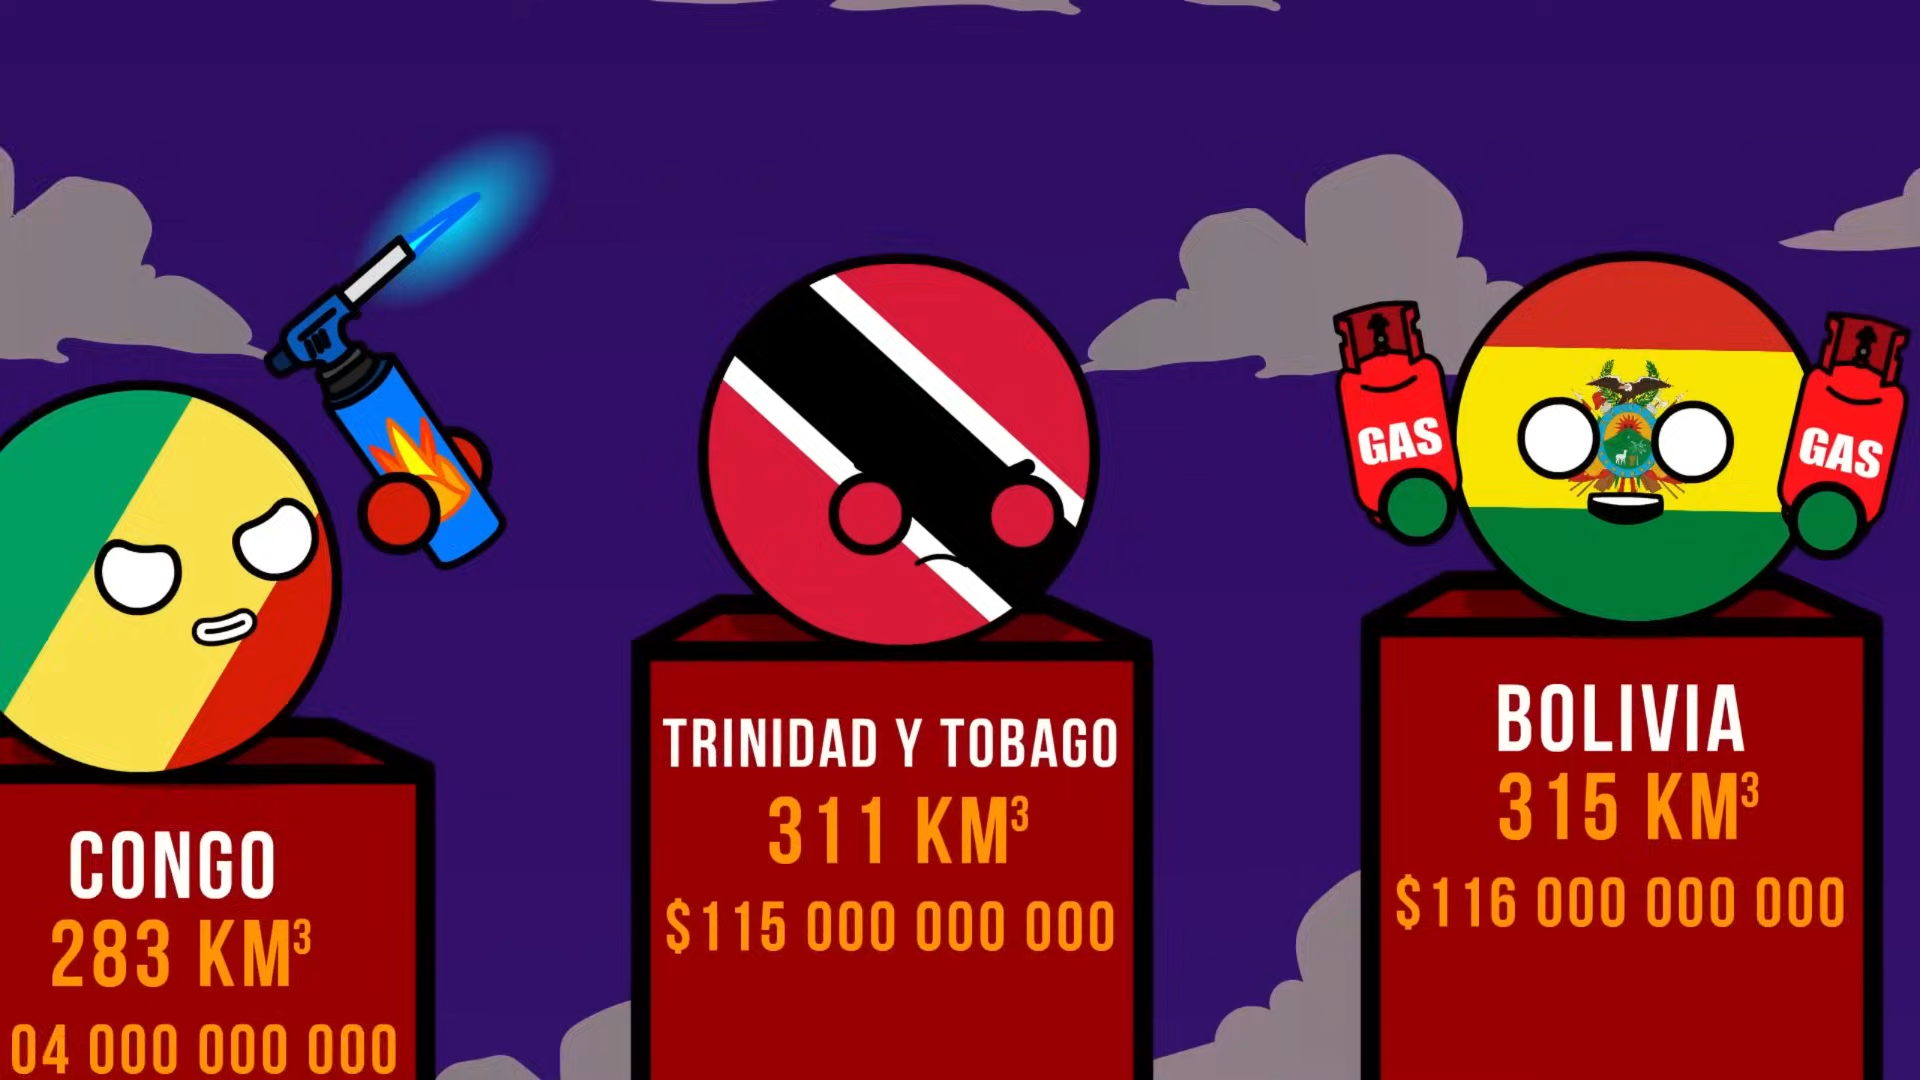 GAS
GAS
CONGO
283 KM³
04 000 000 000
TRINIDAD Y TOBAGO
311 KM³
$115 000 000 000
BOLIVIA
315 KM³
$116 000 000 000